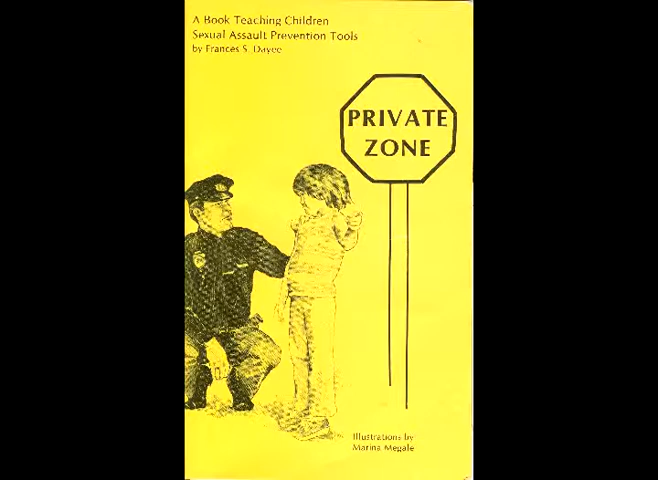 A Book Teaching Children
Sexual Assault Prevention Tools
by Frances S. Dayee
PRIVATE
ZONE
Illustrations by
Marina Megale